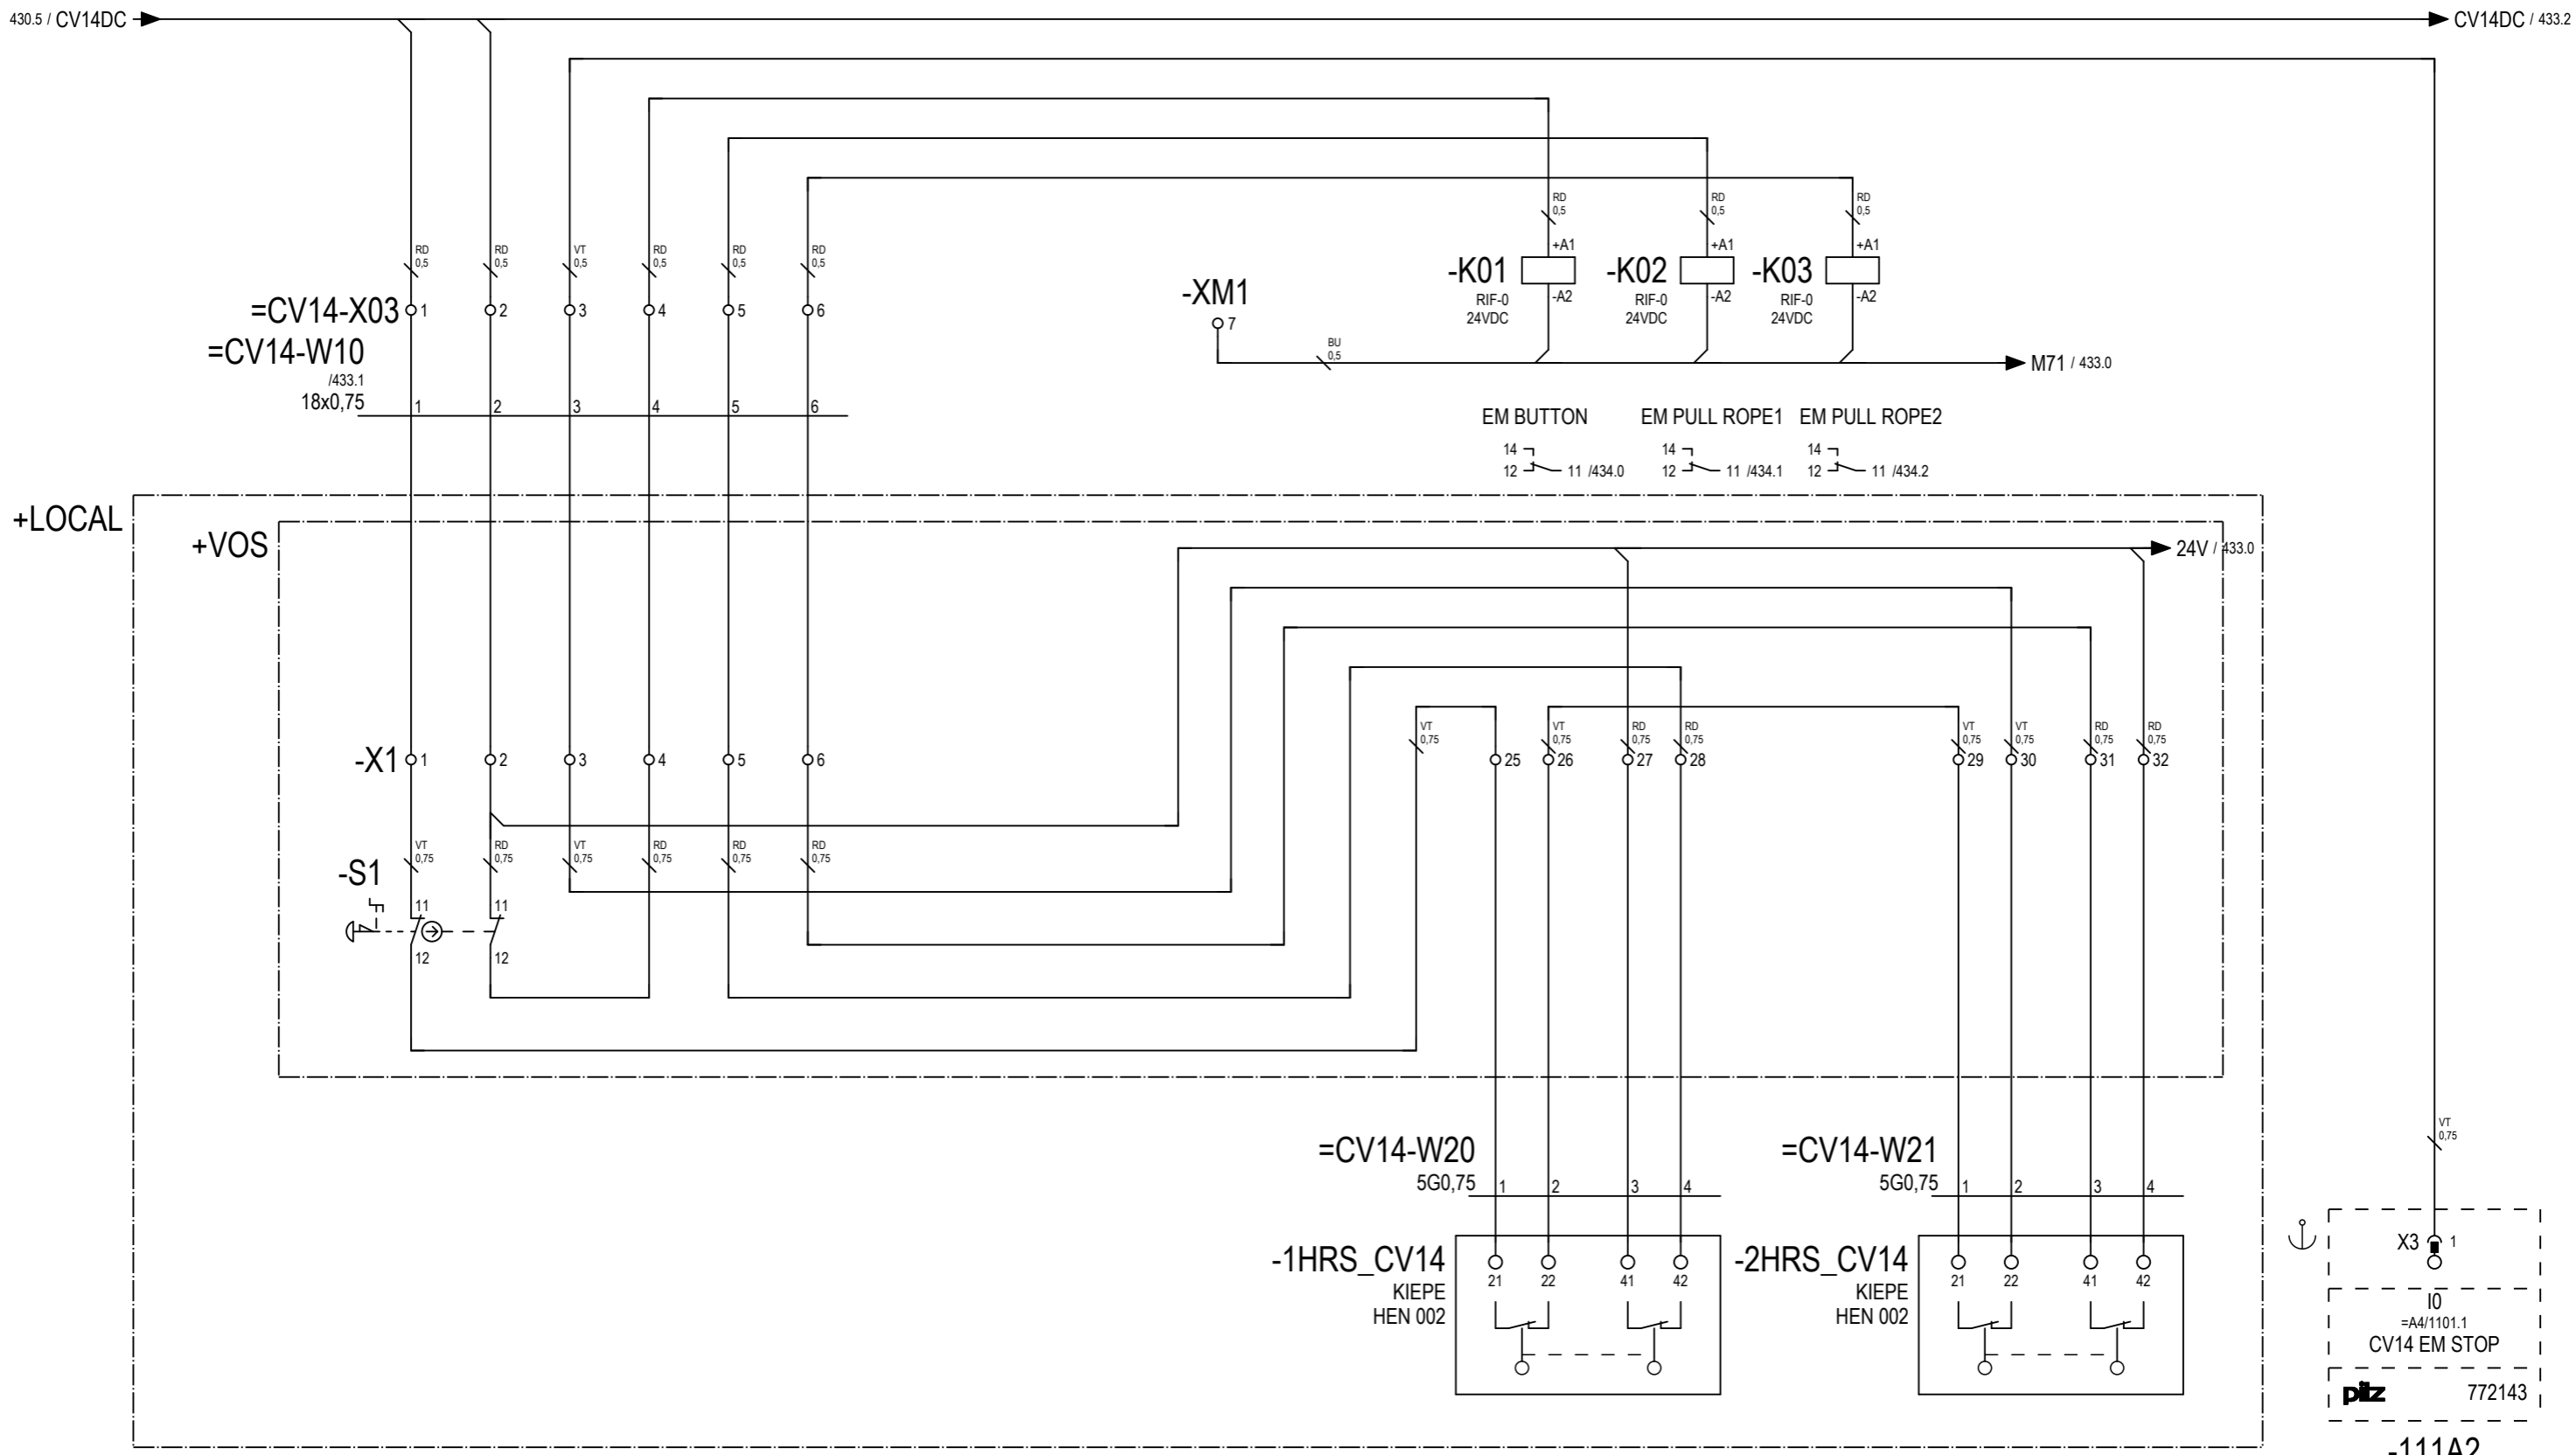 430.5 / CV14DC
CV14DC / 433.2
RD 0,5
RD 0,5
VT 0,5
RD 0,5
RD 0,5
RD 0,5
RD 0,5
RD 0,5
RD 0,5
+A1
+A1
+A1
-K01
-K02
-K03
RIF-0
24VDC
RIF-0
24VDC
RIF-0
24VDC
-A2
-A2
-A2
=CV14-X03
1 2 3 4 5 6
-XM1
7
BU 0,5
M71 / 433.0
=CV14-W10
/433.1
18x0,75
1 2 3 4 5 6
EM BUTTON
EM PULL ROPE1
EM PULL ROPE2
14
12 11 /434.0
14
12 11 /434.1
14
12 11 /434.2
+LOCAL
+VOS
24V / 433.0
VT 0,75
VT 0,75
RD 0,75
RD 0,75
VT 0,75
VT 0,75
RD 0,75
RD 0,75
-X1
1 2 3 4 5 6
25 26 27 28 29 30 31 32
VT 0,75
RD 0,75
VT 0,75
RD 0,75
RD 0,75
RD 0,75
-S1
11 11
12 12
VT 0,75
=CV14-W20
5G0,75
1 2 3 4
=CV14-W21
5G0,75
1 2 3 4
-1HRS_CV14
KIEPE
HEN 002
21 22 41 42
-2HRS_CV14
KIEPE
HEN 002
21 22 41 42
X3 1
I0
=A4/1101.1
CV14 EM STOP
pilz 772143
-111A2